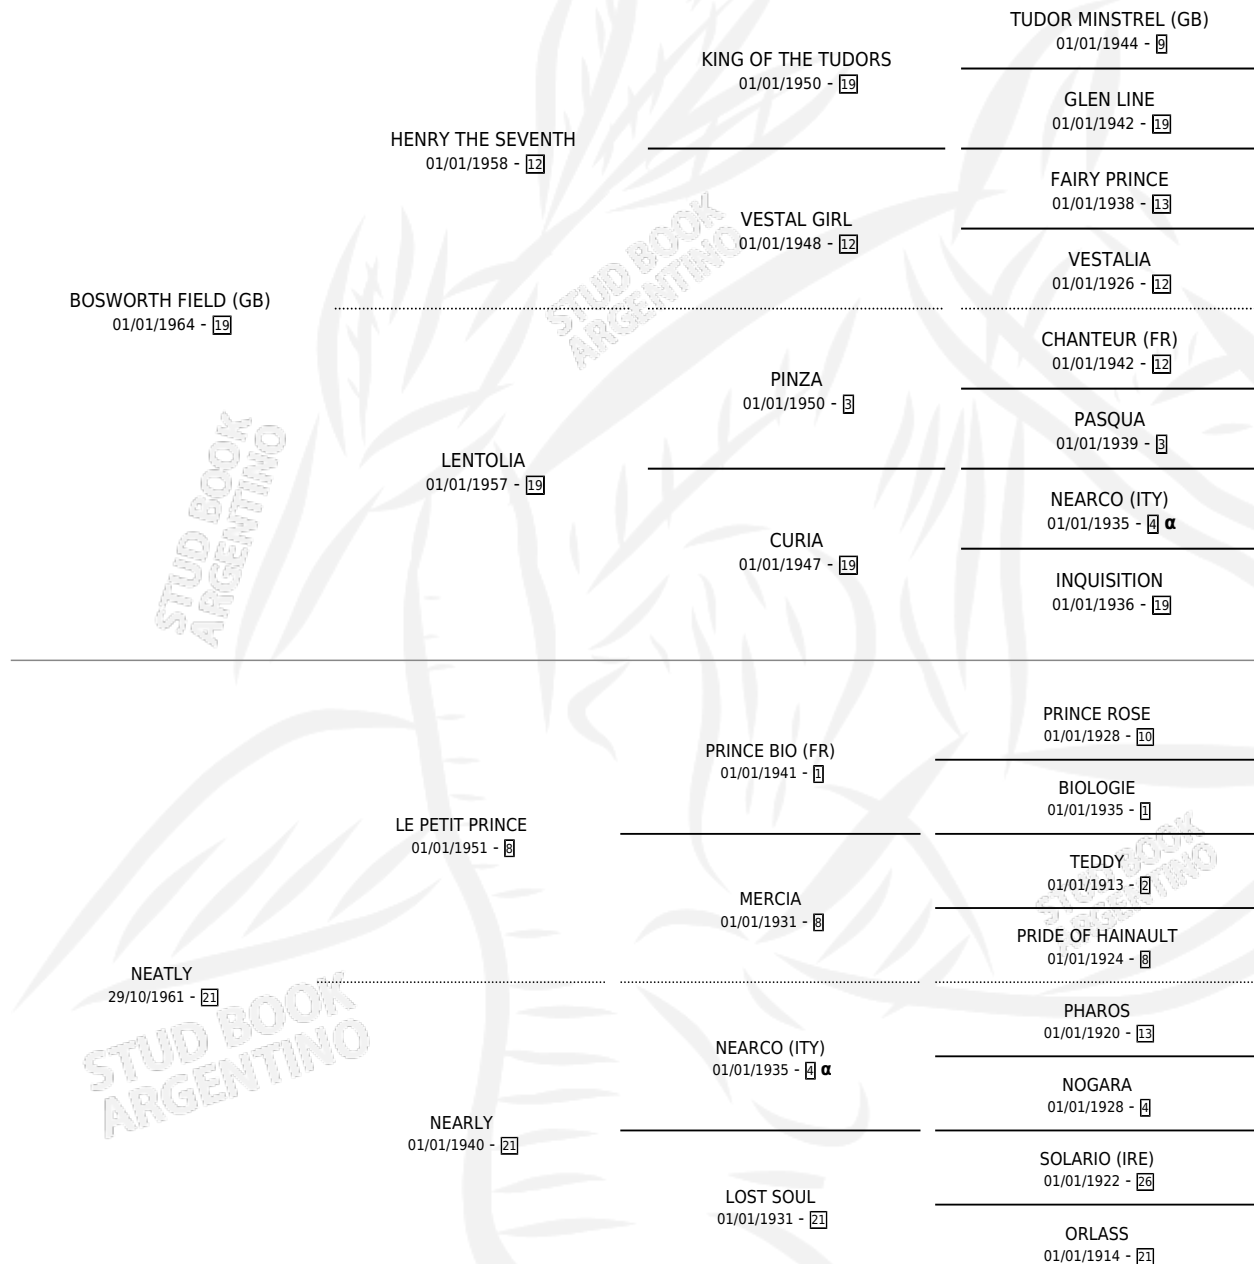 TUDOR MINSTREL (GB)
01/01/1944 - 9
KING OF THE TUDORS
01/01/1950 - 19
GLEN LINE
01/01/1942 - 19
HENRY THE SEVENTH
01/01/1958 - 12
FAIRY PRINCE
01/01/1938 - 13
VESTAL GIRL
01/01/1948 - 12
VESTALIA
01/01/1926 - 12
BOSWORTH FIELD (GB)
01/01/1964 - 19
CHANTEUR (FR)
01/01/1942 - 12
PINZA
01/01/1950 - 3
PASQUA
01/01/1939 - 3
LENTOLIA
01/01/1957 - 19
NEARCO (ITY)
01/01/1935 - 4 α
CURIA
01/01/1947 - 19
INQUISITION
01/01/1936 - 19
PRINCE ROSE
01/01/1928 - 10
PRINCE BIO (FR)
01/01/1941 - 1
BIOLOGIE
01/01/1935 - 1
LE PETIT PRINCE
01/01/1951 - 8
TEDDY
01/01/1913 - 2
MERCIA
01/01/1931 - 8
PRIDE OF HAINAULT
01/01/1924 - 8
NEATLY
29/10/1961 - 21
PHAROS
01/01/1920 - 13
NEARCO (ITY)
01/01/1935 - 4 α
NOGARA
01/01/1928 - 4
NEARLY
01/01/1940 - 21
SOLARIO (IRE)
01/01/1922 - 26
LOST SOUL
01/01/1931 - 21
ORLASS
01/01/1914 - 21
STUD BOOK
ARGENTINO
STUD BOOK
ARGENTINO
STUD BOOK
ARGENTINO
STUD BOOK
ARGENTINO